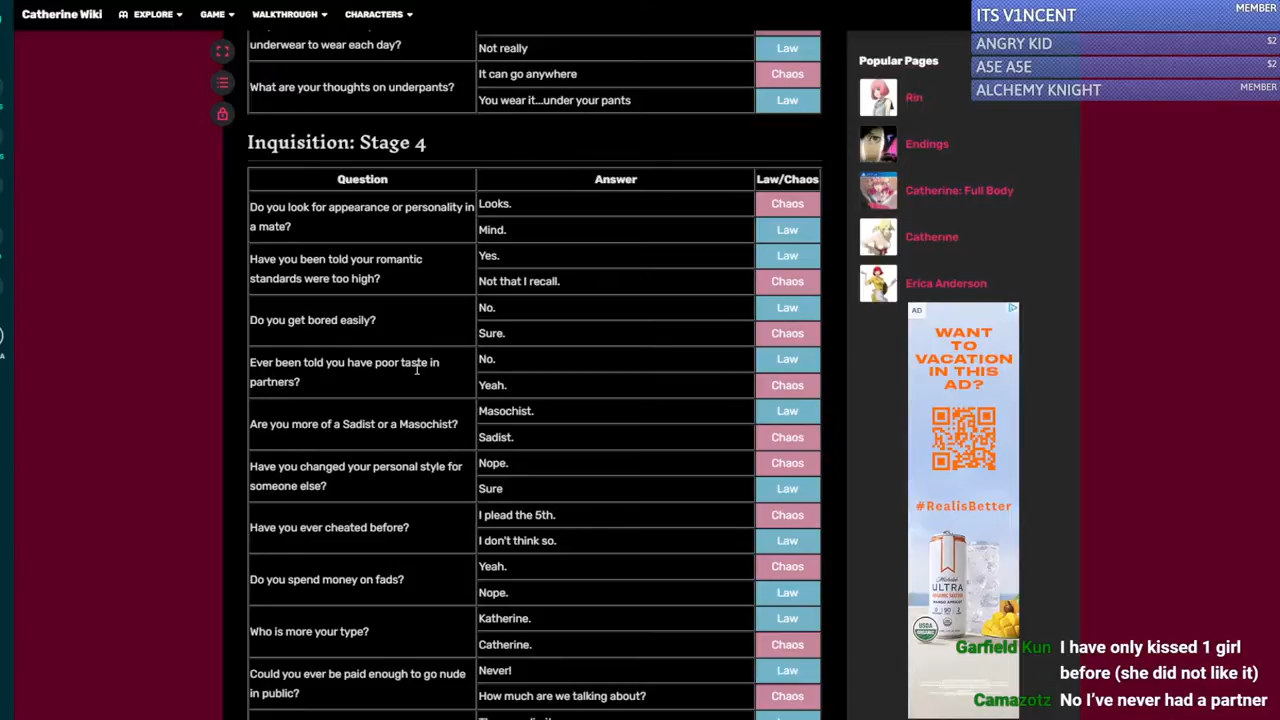 Catherine Wiki
EXPLORE
GAME
WALKTHROUGH
CHARACTERS
underwear to wear each day?
Not really
Law
What are your thoughts on underpants?
It can go anywhere
Chaos
You wear it...under your pants
Law
Inquisition: Stage 4
Question
Answer
Law/Chaos
Do you look for appearance or personality in
a mate?
Looks.
Chaos
Mind.
Law
Have you been told your romantic
standards were too high?
Yes.
Law
Not that I recall.
Chaos
Do you get bored easily?
No.
Law
Sure.
Chaos
Ever been told you have poor taste in
partners?
No.
Law
Yeah.
Chaos
Are you more of a Sadist or a Masochist?
Masochist.
Law
Sadist.
Chaos
Have you changed your personal style for
someone else?
Nope.
Chaos
Sure
Law
Have you ever cheated before?
I plead the 5th.
Chaos
I don't think so.
Law
Do you spend money on fads?
Yeah.
Chaos
Nope.
Law
Who is more your type?
Katherine.
Law
Catherine.
Chaos
Could you ever be paid enough to go nude
in public?
Never!
Law
How much are we talking about?
Chaos
Popular Pages
Rin
Endings
Catherine: Full Body
Catherine
Erica Anderson
AD
WANT
TO
VACATION
IN THIS
AD?
#RealisBetter
ULTRA
USDA
ORGANIC
ITS V1NCENT
MEMBER
ANGRY KID
$2
A5E A5E
$2
ALCHEMY KNIGHT
MEMBER
Garfield Kun I have only kissed 1 girl
before (she did not like it)
Camazotz No I've never had a partner